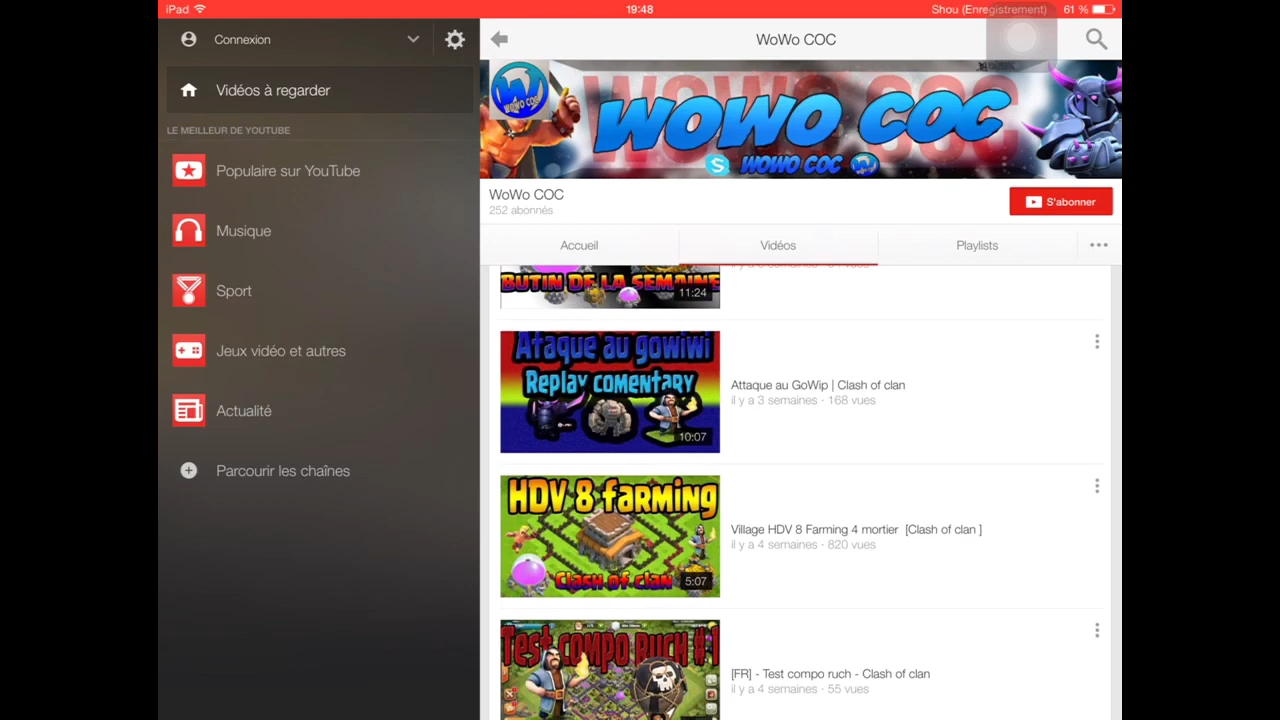 iPad
19:48
Shou (Enregistrement) 61 %
Connexion
Vidéos à regarder
LE MEILLEUR DE YOUTUBE
Populaire sur YouTube
Musique
Sport
Jeux vidéo et autres
Actualité
Parcourir les chaînes
WoWo COC
WOWO COC
WOWO COC
WOWO COC
WoWo COC
252 abonnés
S'abonner
Accueil
Vidéos
Playlists
BUTIN DE LA SEMAINE
11:24
Ataque au gowiwi
Replay comentary
10:07
Attaque au GoWip | Clash of clan
il y a 3 semaines · 168 vues
HDV 8 farming
Clash of clan
5:07
Village HDV 8 Farming 4 mortier [Clash of clan ]
il y a 4 semaines · 820 vues
Test compo ruch #1
[FR] - Test compo ruch - Clash of clan
il y a 4 semaines · 55 vues